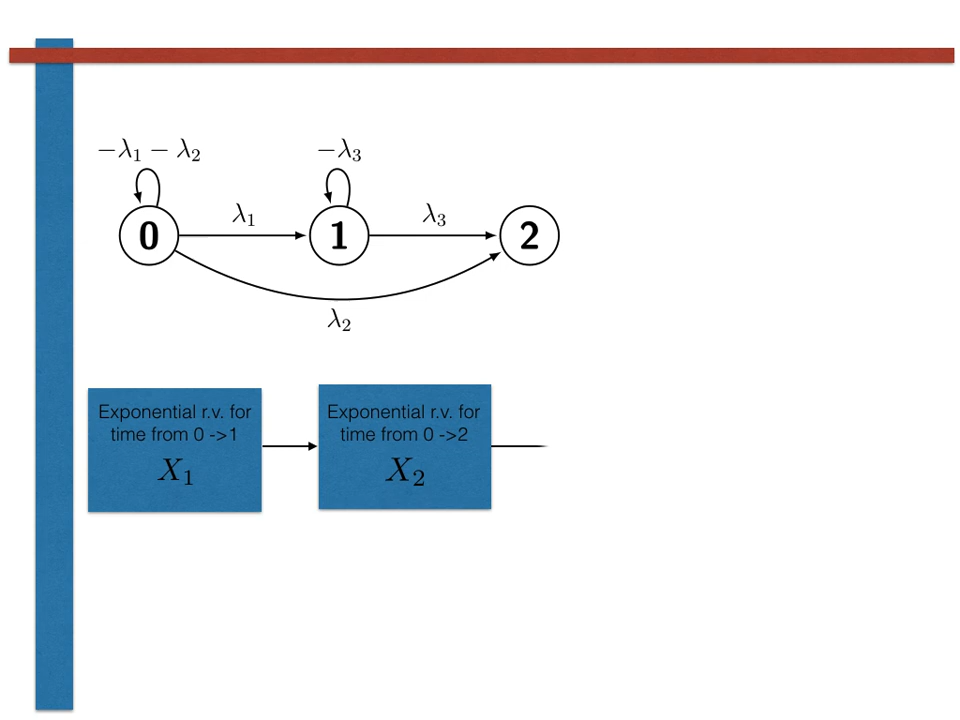 −λ₁ − λ₂
−λ₃
λ₁
λ₃
0
1
2
λ₂
Exponential r.v. for
time from 0 ->1
X₁
Exponential r.v. for
time from 0 ->2
X₂